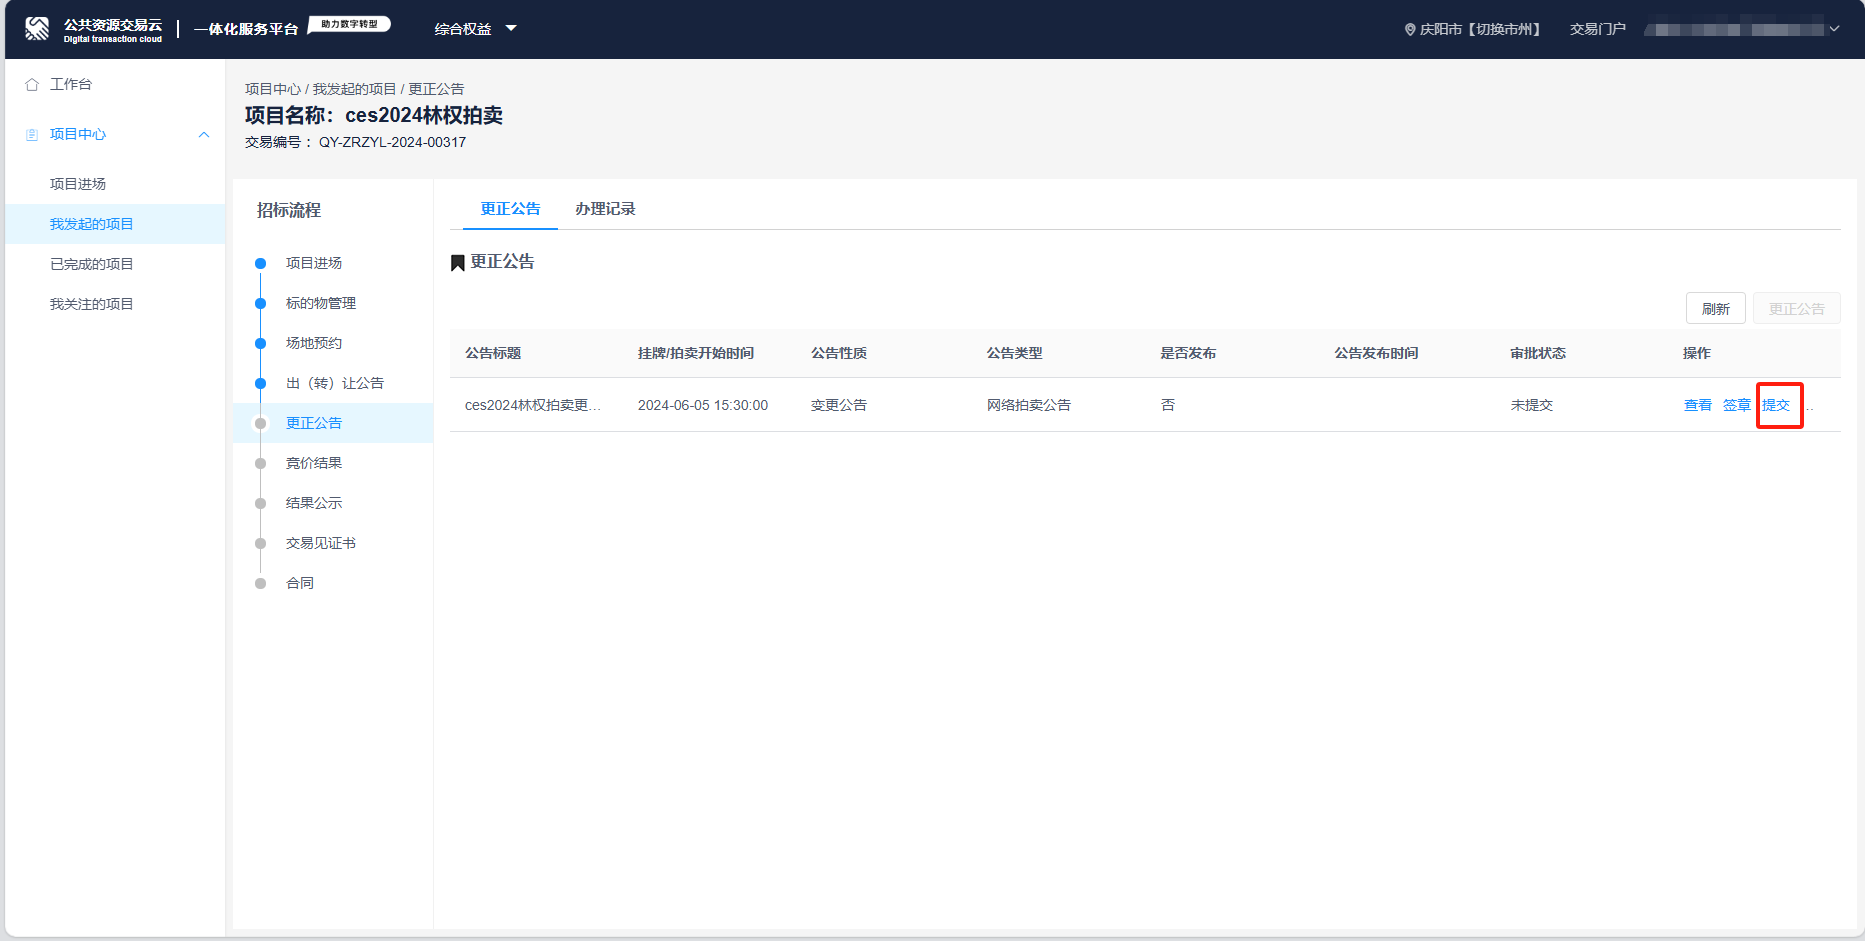 公共资源交易云
Digital transaction cloud
一体化服务平台
助力数字转型
综合权益
庆阳市【切换市州】
交易门户
工作台
项目中心
项目进场
我发起的项目
已完成的项目
我关注的项目
项目中心 / 我发起的项目 / 更正公告
项目名称：ces2024林权拍卖
交易编号： QY-ZRZYL-2024-00317
招标流程
项目进场
标的物管理
场地预约
出（转）让公告
更正公告
竞价结果
结果公示
交易见证书
合同
更正公告 办理记录
更正公告
刷新 更正公告
公告标题 挂牌/拍卖开始时间 公告性质 公告类型 是否发布 公告发布时间 审批状态 操作
ces2024林权拍卖更... 2024-06-05 15:30:00 变更公告 网络拍卖公告 否 未提交 查看 签章 提交 ...